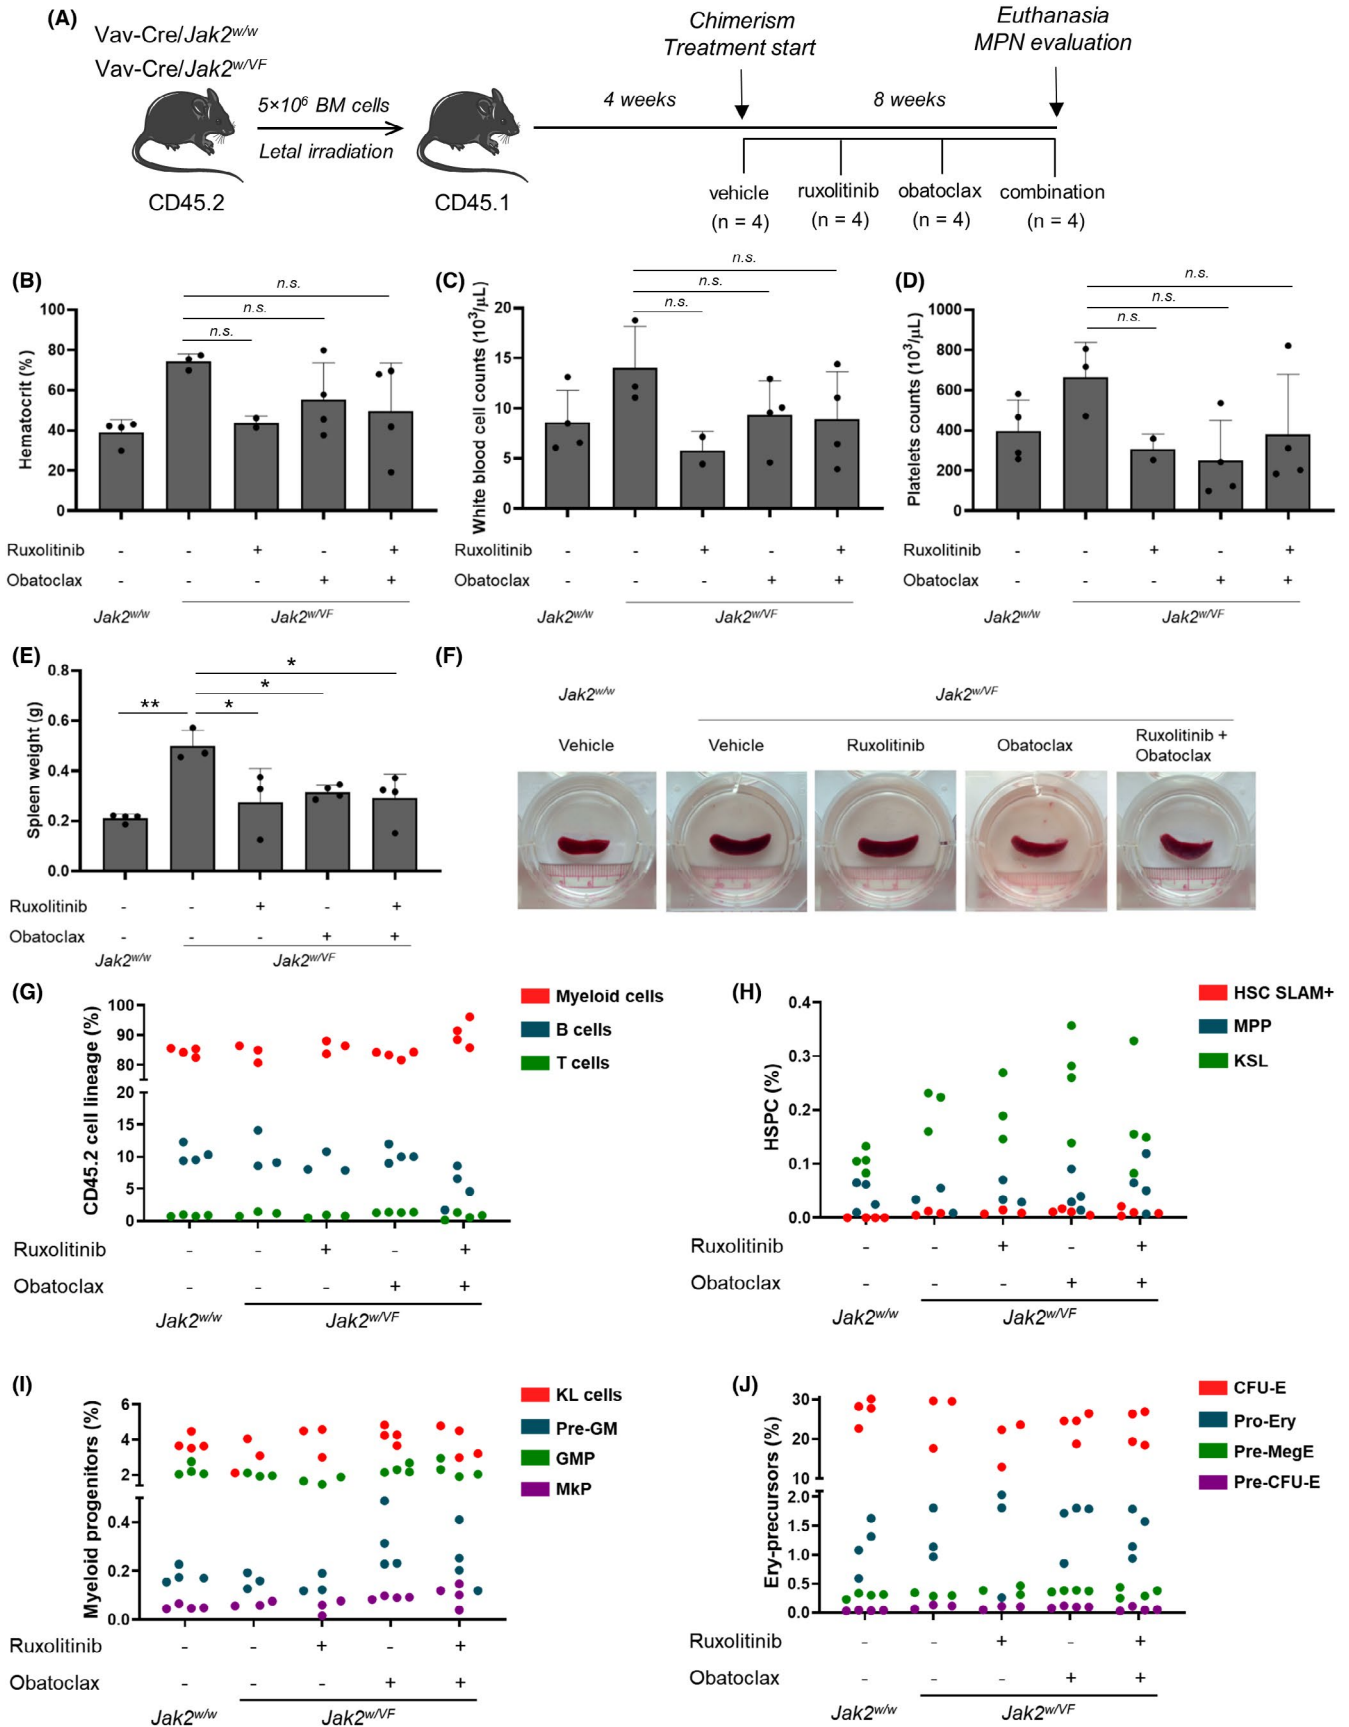 (A)
Vav-Cre/Jak2w/w
Vav-Cre/Jak2w/VF
5×10⁶ BM cells
Letal irradiation
CD45.2
CD45.1
4 weeks
Chimerism
Treatment start
8 weeks
Euthanasia
MPN evaluation
vehicle
(n = 4)
ruxolitinib
(n = 4)
obatoclax
(n = 4)
combination
(n = 4)
(B)
Hematocrit (%)
100
80
60
40
20
0
n.s.
n.s.
n.s.
Ruxolitinib - - + - +
Obatoclax - - - + +
Jak2w/w
Jak2w/VF
(C)
White blood cell counts (10³/μL)
20
15
10
5
0
n.s.
n.s.
n.s.
Ruxolitinib - - + - +
Obatoclax - - - + +
Jak2w/w
Jak2w/VF
(D)
Platelets counts (10³/μL)
1000
800
600
400
200
0
n.s.
n.s.
n.s.
Ruxolitinib - - + - +
Obatoclax - - - + +
Jak2w/w
Jak2w/VF
(E)
Spleen weight (g)
0.8
0.6
0.4
0.2
0.0
*
*
** *
Ruxolitinib - - + - +
Obatoclax - - - + +
Jak2w/w
Jak2w/VF
(F)
Jak2w/w
Jak2w/VF
Vehicle
Vehicle
Ruxolitinib
Obatoclax
Ruxolitinib +
Obatoclax
(G)
CD45.2 cell lineage (%)
100
90
80
20
15
10
5
0
Myeloid cells
B cells
T cells
Ruxolitinib - - + - +
Obatoclax - - - + +
Jak2w/w
Jak2w/VF
(H)
HSPC (%)
0.4
0.3
0.2
0.1
0.0
HSC SLAM+
MPP
KSL
Ruxolitinib - - + - +
Obatoclax - - - + +
Jak2w/w
Jak2w/VF
(I)
Myeloid progenitors (%)
6
4
2
0.4
0.2
0.0
KL cells
Pre-GM
GMP
MkP
Ruxolitinib - - + - +
Obatoclax - - - + +
Jak2w/w
Jak2w/VF
(J)
Ery-precursors (%)
30
20
10
2.0
1.5
1.0
0.5
0.0
CFU-E
Pro-Ery
Pre-MegE
Pre-CFU-E
Ruxolitinib - - + - +
Obatoclax - - - + +
Jak2w/w
Jak2w/VF